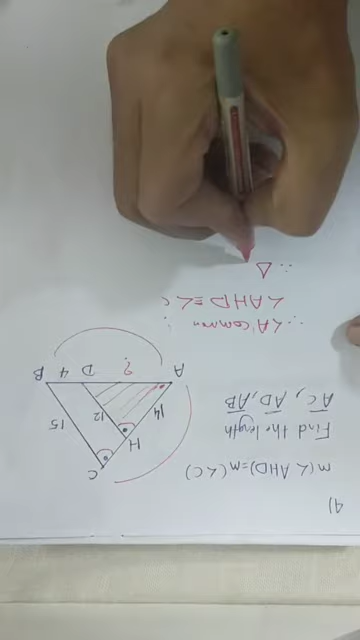 4)
m(∠AHD)=m(∠C)
Find the length
AC, AD, AB
A
14
H
C
?
12
15
D
4
B
∴ ∠A common
∠AHD ≡ ∠C
∴ Δ